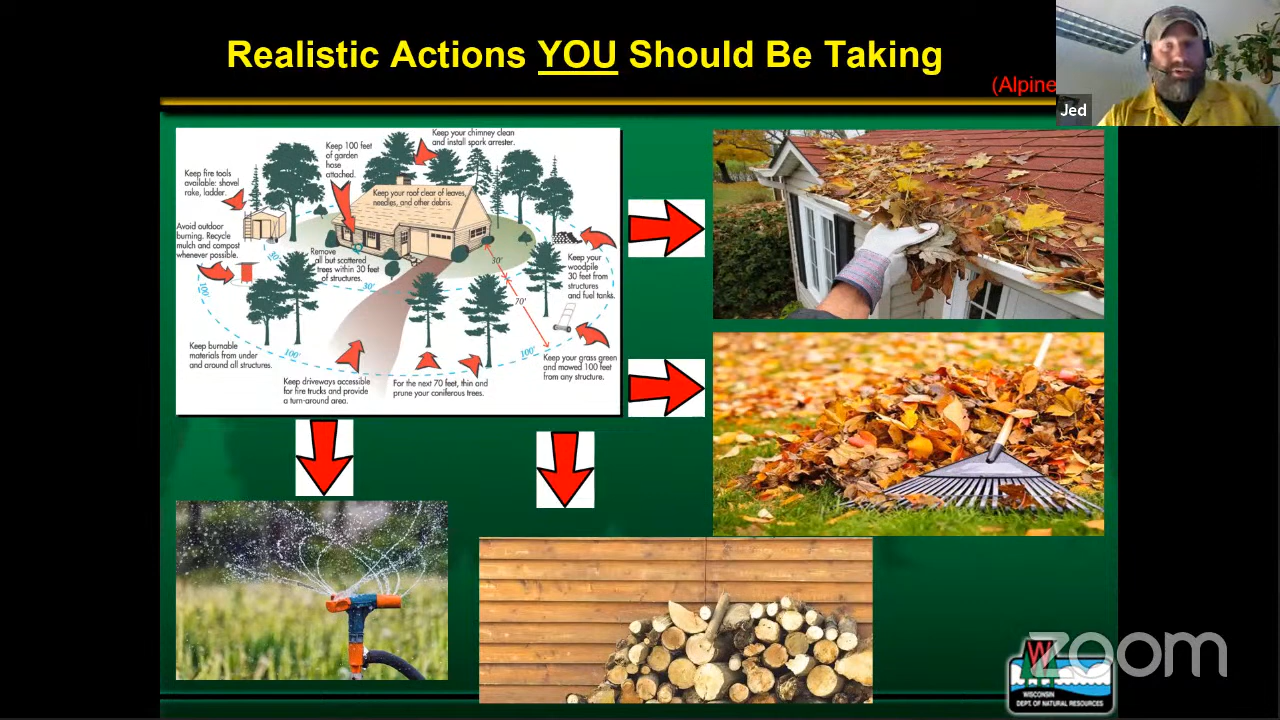 Realistic Actions YOU Should Be Taking
(Alpine
Jed
Keep your chimney clean
and install spark arrester.
Keep 100 feet
of garden
hose
attached.
Keep fire tools
available: shovel
rake, ladder.
Keep your roof clear of leaves,
needles, and other debris.
Avoid outdoor
burning. Recycle
mulch and compost
whenever possible.
Remove
all but scattered
trees within 30 feet
of structures.
Keep your
woodpile
30 feet from
structures
and fuel tanks.
30'
30'
70'
100'
100'
100'
Keep burnable
materials from under
and around all structures.
Keep driveways accessible
for fire trucks and provide
a turn-around area.
For the next 70 feet, thin and
prune your coniferous trees.
Keep your grass green
and mowed 100 feet
from any structure.
W
WISCONSIN
DEPT. OF NATURAL RESOURCES
zoom